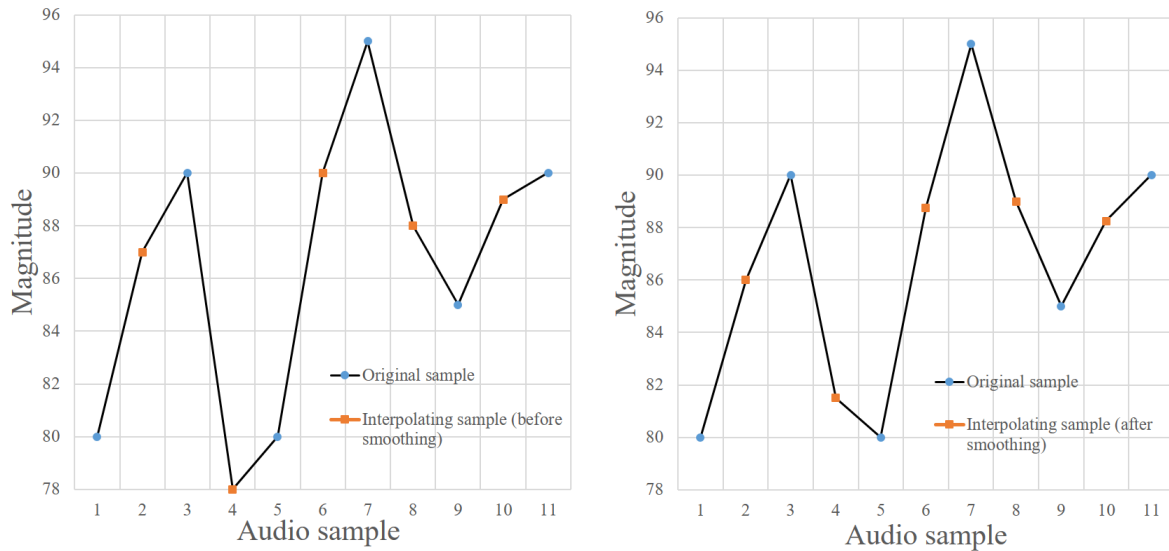 96
94
92
90
88
86
84
82
80
78
Magnitude
Original sample
Interpolating sample (before
smoothing)
1 2 3 4 5 6 7 8 9 10 11
Audio sample
96
94
92
90
88
86
84
82
80
78
Magnitude
Original sample
Interpolating sample (after
smoothing)
1 2 3 4 5 6 7 8 9 10 11
Audio sample